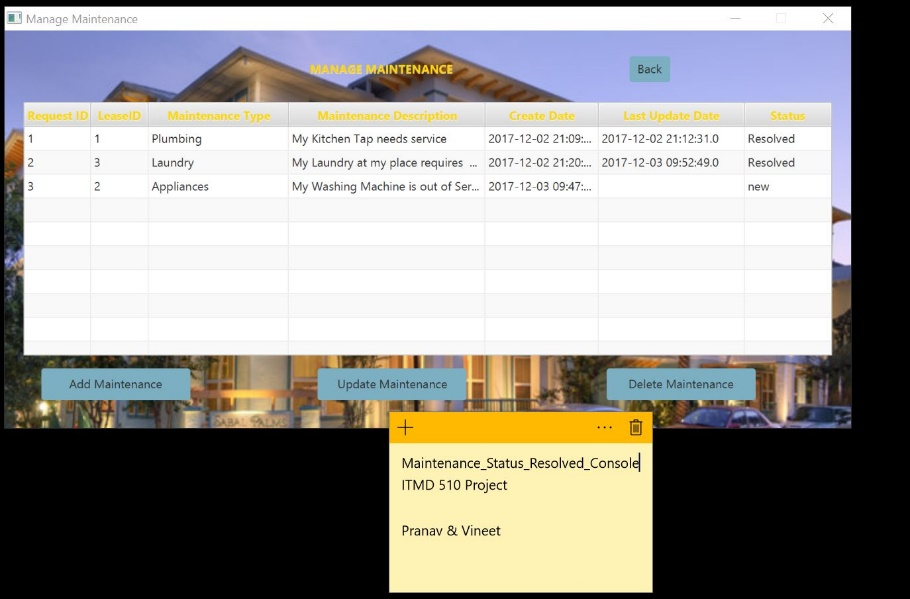 Manage Maintenance
MANAGE MAINTENANCE
Back
Request ID LeaseID Maintenance Type Maintenance Description Create Date Last Update Date Status
1 1 Plumbing My Kitchen Tap needs service 2017-12-02 21:09:... 2017-12-02 21:12:31.0 Resolved
2 3 Laundry My Laundry at my place requires ... 2017-12-02 21:20:... 2017-12-03 09:52:49.0 Resolved
3 2 Appliances My Washing Machine is out of Ser... 2017-12-03 09:47:... new
Add Maintenance Update Maintenance Delete Maintenance
SABAL PALMS
Maintenance_Status_Resolved_Console
ITMD 510 Project
Pranav & Vineet